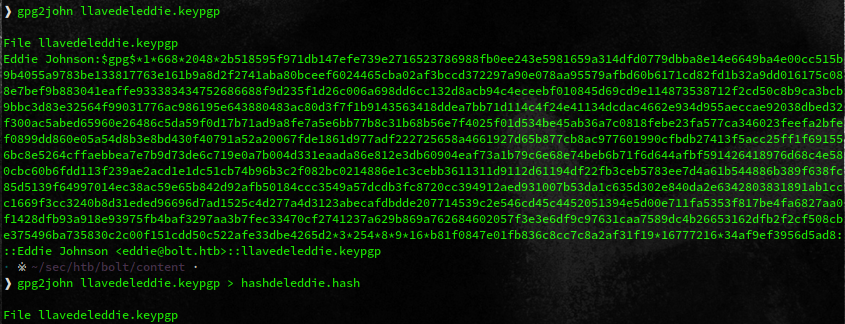 ❯ gpg2john llavedeleddie.keypgp

File llavedeleddie.keypgp
Eddie Johnson:$gpg$*1*668*2048*2b518595f971db147efe739e2716523786988fb0ee243e5981659a314dfd0779dbba8e14e6649ba4e00cc515b
9b4055a9783be133817763e161b9a8d2f2741aba80bceef6024465cba02af3bccd372297a90e078aa95579afbd60b6171cd82fd1b32a9dd016175c08
8e7bef9b883041eaffe933383434752686688f9d235f1d26c006a698dd6cc132d8acb94c4eceebf010845d69cd9e114873538712f2cd50c8b9ca3bcb
9bbc3d83e32564f99031776ac986195e643880483ac80d3f7f1b9143563418ddea7bb71d114c4f24e41134dcdac4662e934d955aeccae92038dbed32
f300ac5abed65960e26486c5da59f0d17b71ad9a8fe7a5e6bb77b8c31b68b56e7f4025f01d534be45ab36a7c0818febe23fa577ca346023feefa2bfe
f0899dd860e05a54d8b3e8bd430f40791a52a20067fde1861d977adf222725658a4661927d65b877cb8ac977601990cfbdb27413f5acc25ff1f69155
6bc8e5264cffaebbea7e7b9d73de6c719e0a7b004d331eaada86e812e3db60904eaf73a1b79c6e68e74beb6b71f6d644afbf591426418976d68c4e58
0cbc60b6fdd113f239ae2acd1e1dc51cb74b96b3c2f082bc0214886e1c3cebb3611311d9112d61194df22fb3ceb5783ee7d4a61b544886b389f638fc
85d5139f64997014ec38ac59e65b842d92afb50184ccc3549a57dcdb3fc8720cc394912aed931007b53da1c635d302e840da2e6342803831891ab1cc
c1669f3cc3240b8d31eded96696d7ad1525c4d277a4d3123abecafdbdde207714539c2e546cd45c4452051394e5d00e711fa5353f817be4fa6827aa0
f1428dfb93a918e93975fb4baf3297aa3b7fec33470cf2741237a629b869a762684602057f3e3e6df9c97631caa7589dc4b26653162dfb2f2cf508cb
e375496ba735830c2c00f151cdd50c522afe33dbe4265d2*3*254*8*9*16*b81f0847e01fb836c8cc7c8a2af31f19*16777216*34af9ef3956d5ad8:
::Eddie Johnson <eddie@bolt.htb>::llavedeleddie.keypgp
· ※ ~/sec/htb/bolt/content ·
❯ gpg2john llavedeleddie.keypgp > hashdeleddie.hash

File llavedeleddie.keypgp